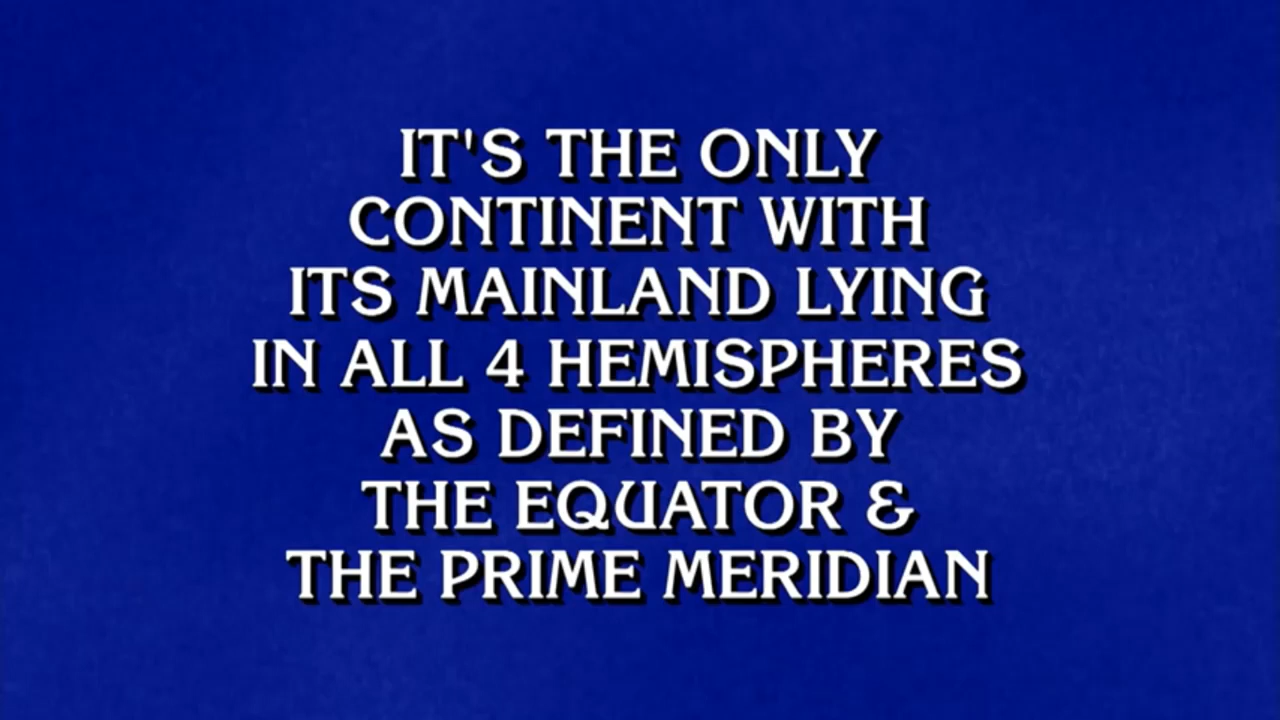 IT'S THE ONLY
CONTINENT WITH
ITS MAINLAND LYING
IN ALL 4 HEMISPHERES
AS DEFINED BY
THE EQUATOR &
THE PRIME MERIDIAN